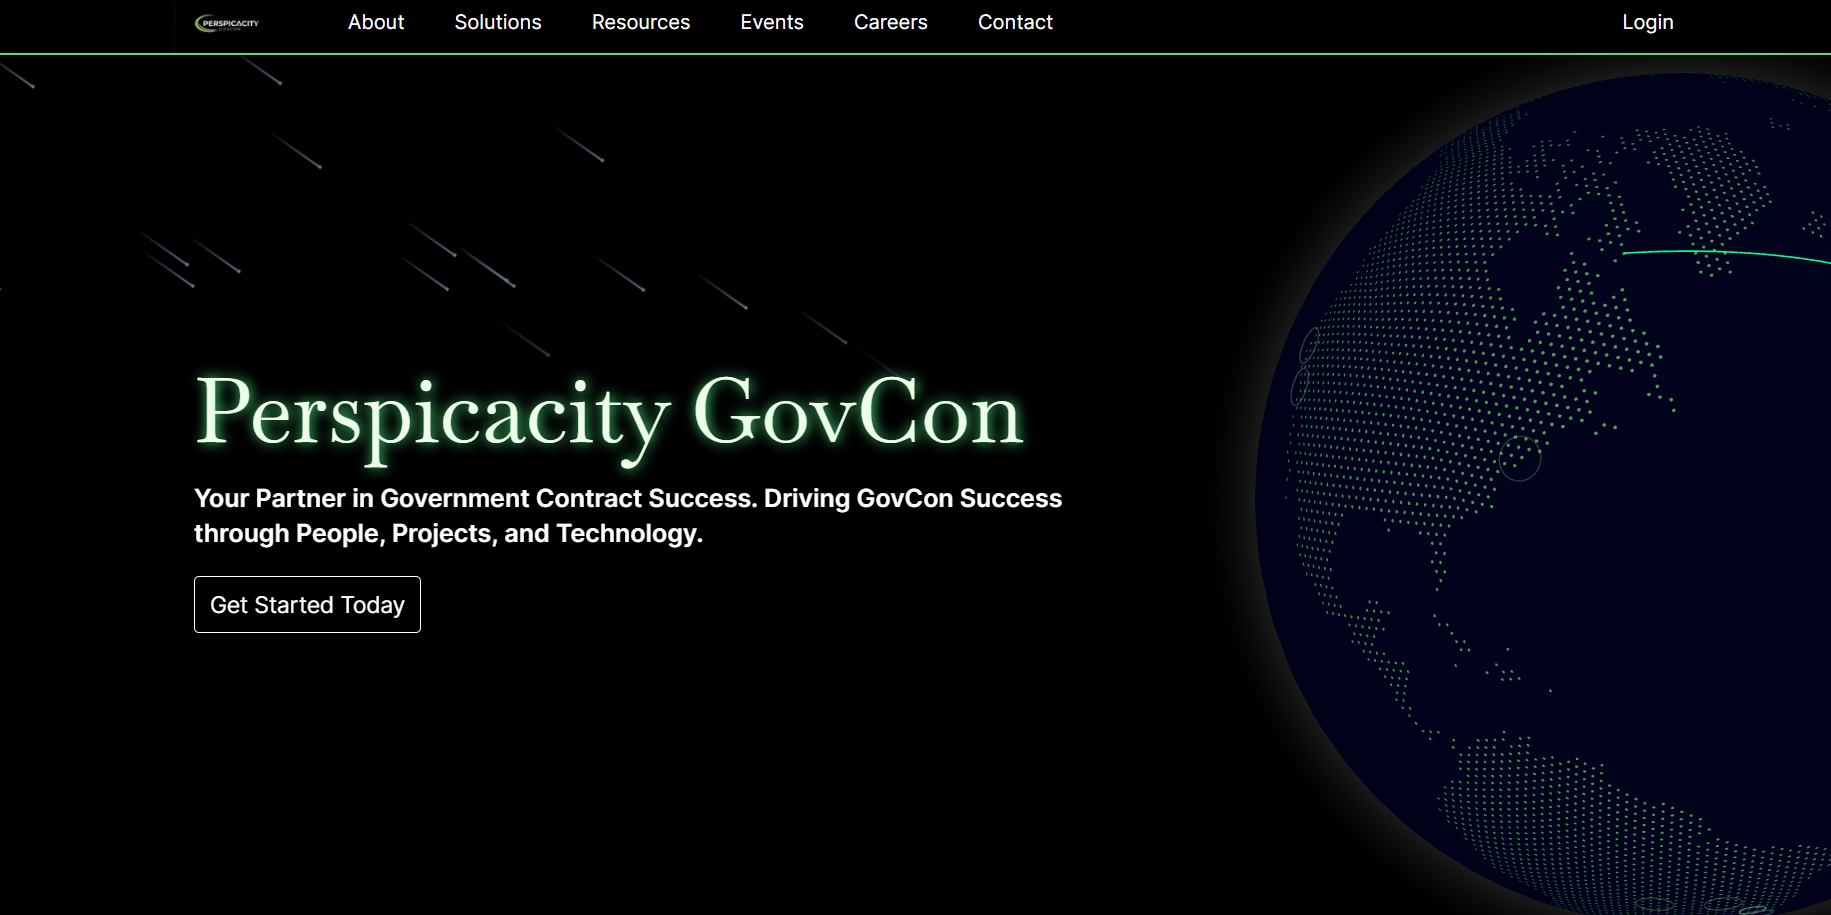 PERSPICACITY
GOVCON
About Solutions Resources Events Careers Contact Login
Perspicacity GovCon
Your Partner in Government Contract Success. Driving GovCon Success
through People, Projects, and Technology.
Get Started Today